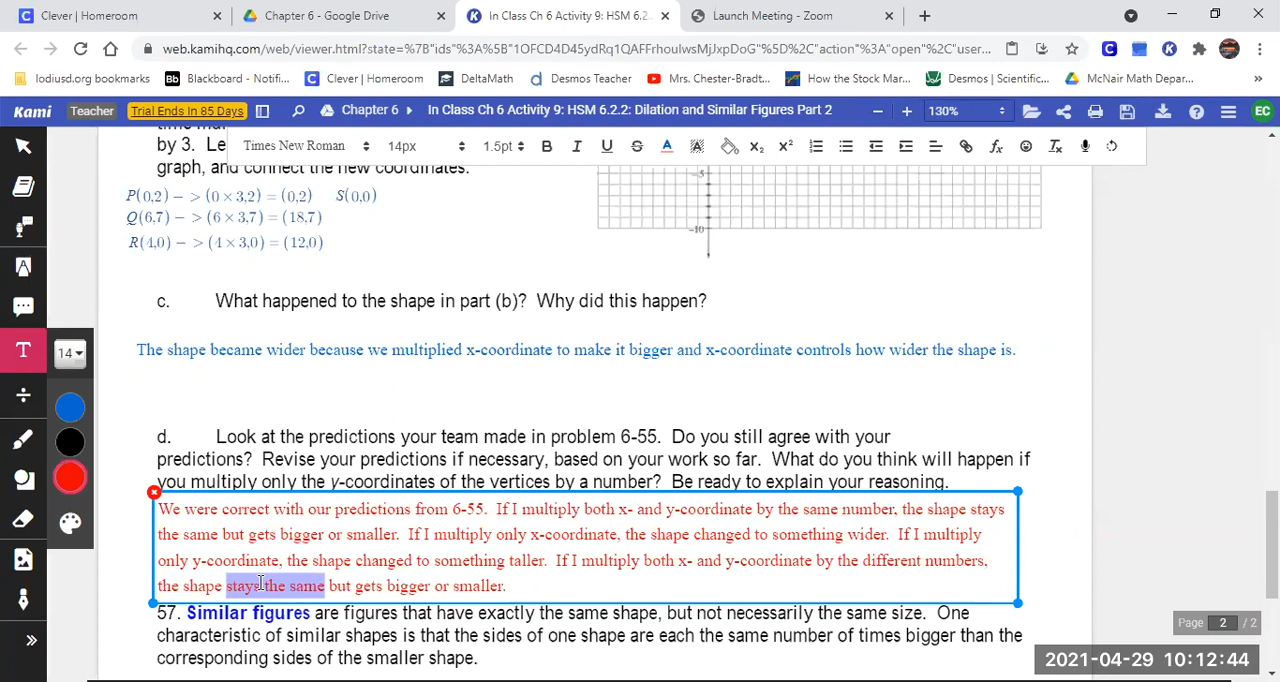 Clever | Homeroom
Chapter 6 - Google Drive
In Class Ch 6 Activity 9: HSM 6.2.
Launch Meeting - Zoom
web.kamihq.com/web/viewer.html?state=%7B"ids"%3A%5B"1OFCD4D45ydRq1QAFFrhoulwsMjJxpDoG"%5D%2C"action"%3A"open"%2C"user...
lodiusd.org bookmarks
Bb Blackboard - Notifi...
Clever | Homeroom
DeltaMath
Desmos Teacher
Mrs. Chester-Bradt...
How the Stock Mar...
Desmos | Scientific...
McNair Math Depar...
»
Kami Teacher Trial Ends In 85 Days Chapter 6 In Class Ch 6 Activity 9: HSM 6.2.2: Dilation and Similar Figures Part 2 130% EC
Times New Roman 14px 1.5pt B I U S A
by 3. Le
graph, and connect the new coordinates.
P(0,2) – > (0 × 3,2) = (0,2) S(0,0)
Q(6,7) – > (6 × 3,7) = (18,7)
R(4,0) – > (4 × 3,0) = (12,0)
-5
-10
c. What happened to the shape in part (b)? Why did this happen?
The shape became wider because we multiplied x-coordinate to make it bigger and x-coordinate controls how wider the shape is.
14
d. Look at the predictions your team made in problem 6-55. Do you still agree with your
predictions? Revise your predictions if necessary, based on your work so far. What do you think will happen if
you multiply only the y-coordinates of the vertices by a number? Be ready to explain your reasoning.
We were correct with our predictions from 6-55. If I multiply both x- and y-coordinate by the same number, the shape stays
the same but gets bigger or smaller. If I multiply only x-coordinate, the shape changed to something wider. If I multiply
only y-coordinate, the shape changed to something taller. If I multiply both x- and y-coordinate by the different numbers,
the shape stays the same but gets bigger or smaller.
57. Similar figures are figures that have exactly the same shape, but not necessarily the same size. One
characteristic of similar shapes is that the sides of one shape are each the same number of times bigger than the
corresponding sides of the smaller shape.
Page 2 / 2
2021-04-29 10:12:44